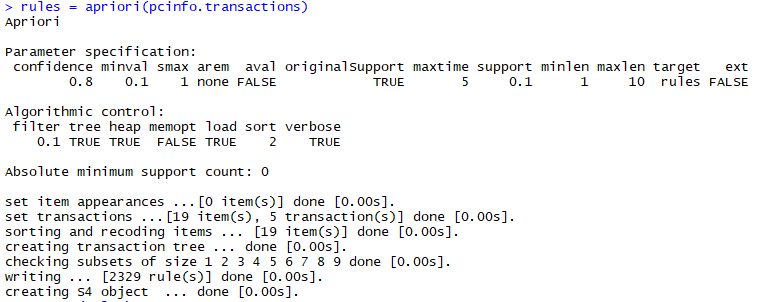 > rules = apriori(pcinfo.transactions)
Apriori

Parameter specification:
 confidence minval smax arem  aval originalSupport maxtime support minlen maxlen target   ext
        0.8    0.1    1 none FALSE            TRUE       5     0.1      1     10  rules FALSE

Algorithmic control:
 filter tree heap memopt load sort verbose
    0.1 TRUE TRUE  FALSE TRUE    2    TRUE

Absolute minimum support count: 0

set item appearances ...[0 item(s)] done [0.00s].
set transactions ...[19 item(s), 5 transaction(s)] done [0.00s].
sorting and recoding items ... [19 item(s)] done [0.00s].
creating transaction tree ... done [0.00s].
checking subsets of size 1 2 3 4 5 6 7 8 9 done [0.00s].
writing ... [2329 rule(s)] done [0.00s].
creating S4 object  ... done [0.00s].